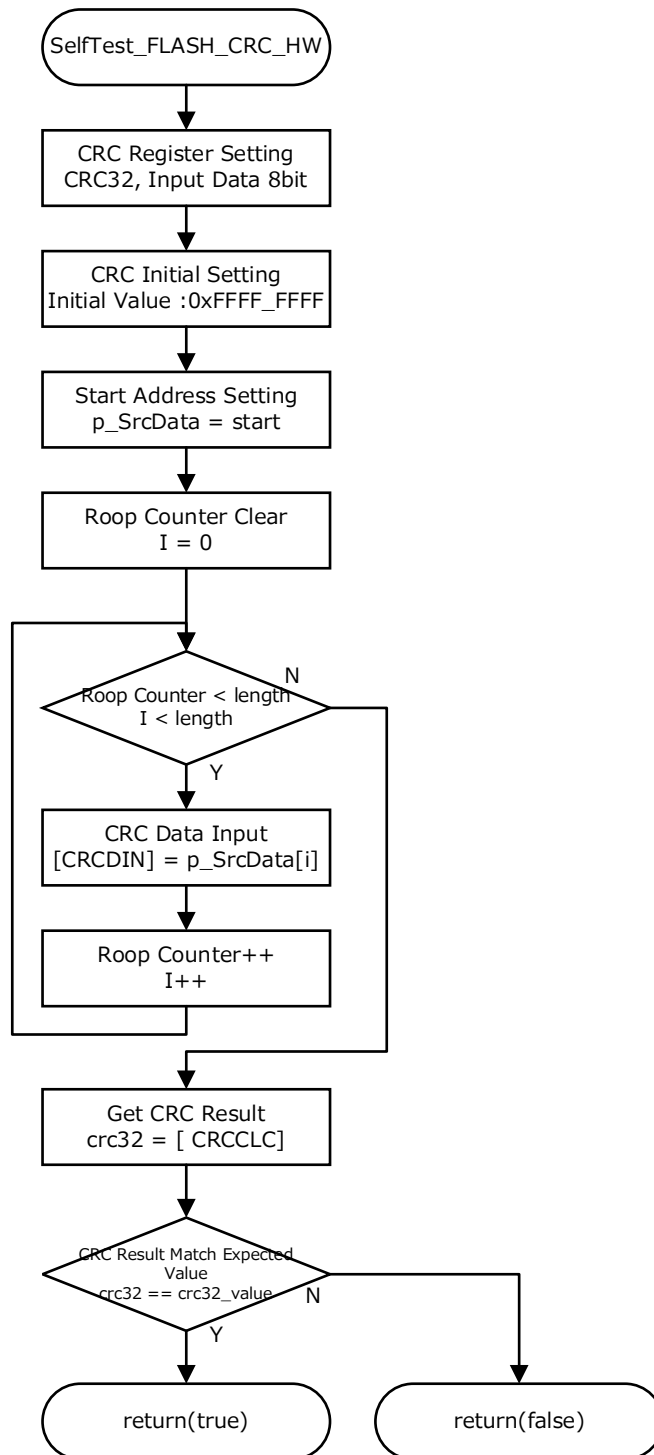 SelfTest_FLASH_CRC_HW
CRC Register Setting
CRC32, Input Data 8bit
CRC Initial Setting
Initial Value :0xFFFF_FFFF
Start Address Setting
p_SrcData = start
Roop Counter Clear
I = 0
N
Roop Counter < length
I < length
Y
CRC Data Input
[CRCDIN] = p_SrcData[i]
Roop Counter++
I++
Get CRC Result
crc32 = [ CRCCLC]
CRC Result Match Expected
Value
crc32 == crc32_value
N
Y
return(true)
return(false)